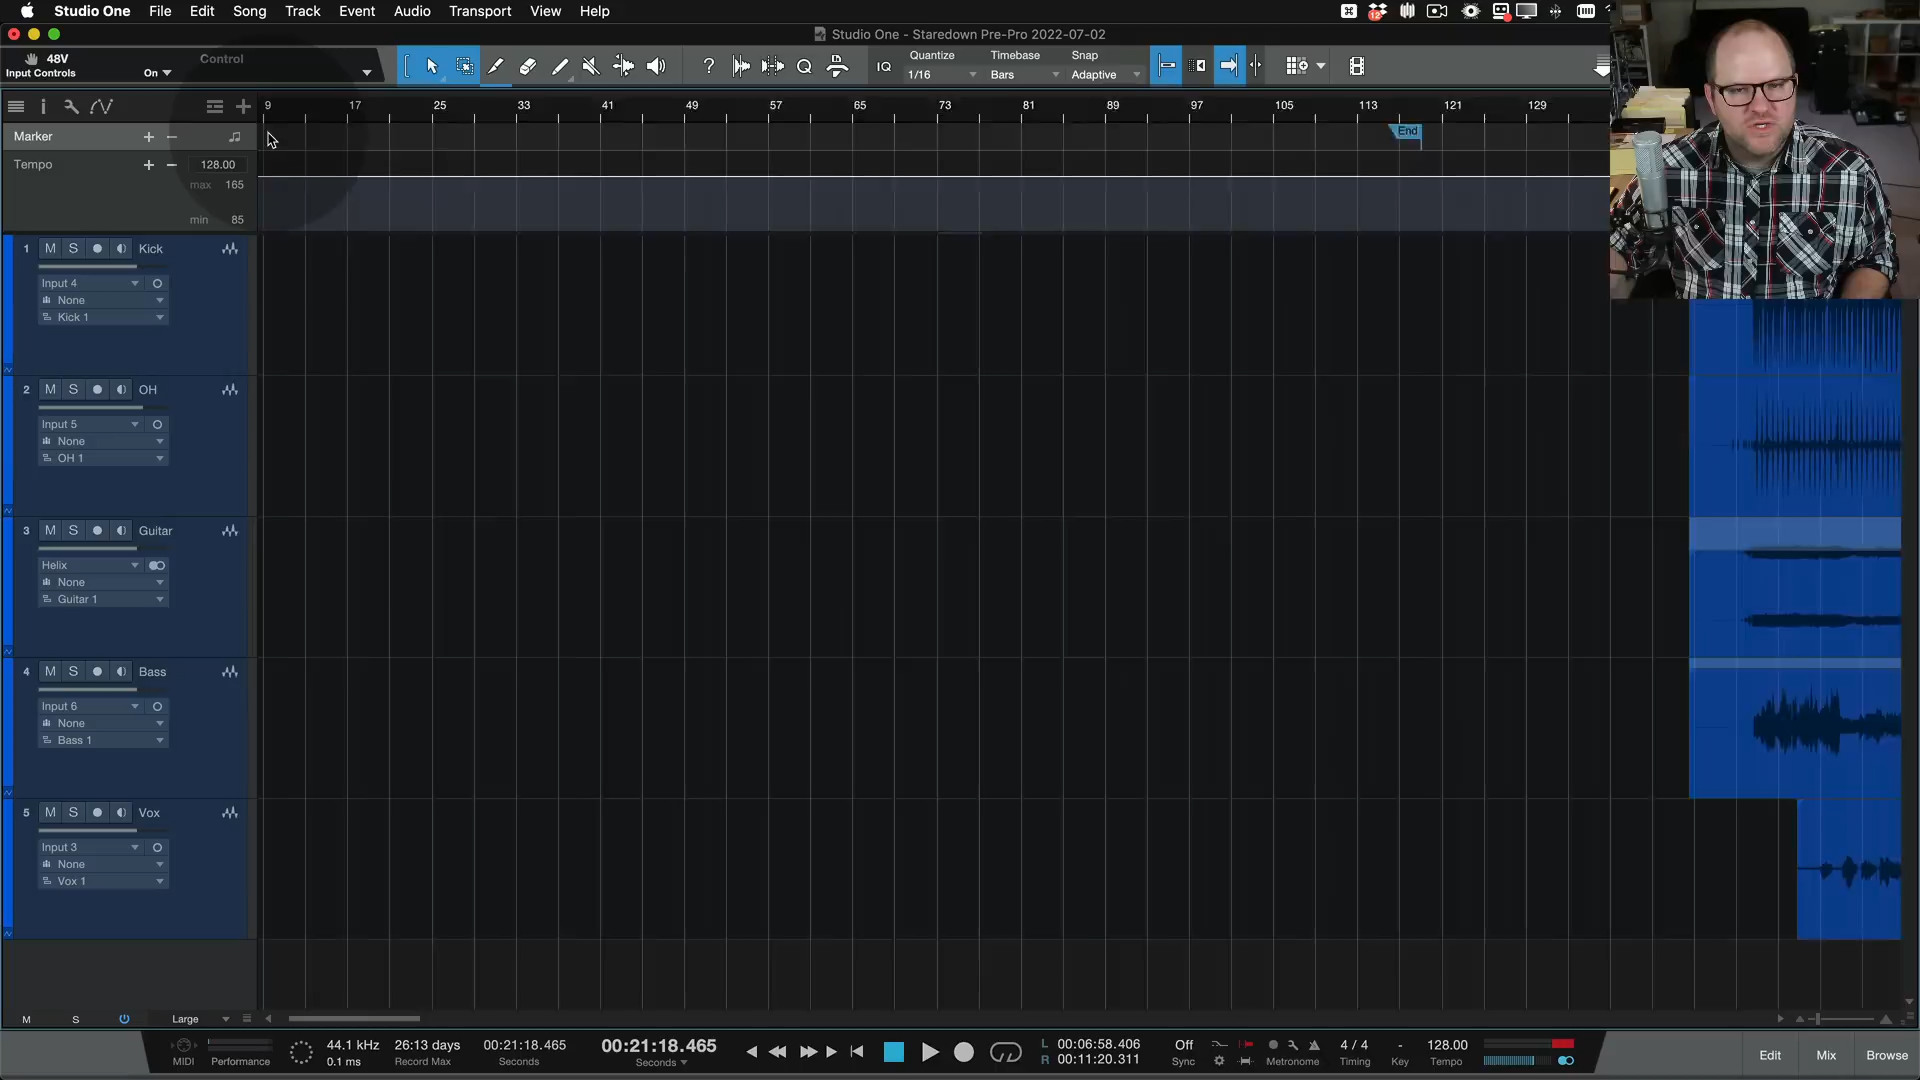 Studio One File Edit Song Track Event Audio Transport View Help
12
Studio One - Staredown Pre-Pro 2022-07-02
48V
Input Controls
On
Control
?
Q
IQ
Quantize
1/16
Timebase
Bars
Snap
Adaptive
i
9 17 25 33 41 49 57 65 73 81 89 97 105 113 121 129
Marker
End
Tempo
128.00
max 165
min 85
1 M S Kick
Input 4
None
Kick 1
2 M S OH
Input 5
None
OH 1
3 M S Guitar
Helix
None
Guitar 1
4 M S Bass
Input 6
None
Bass 1
5 M S Vox
Input 3
None
Vox 1
M S Large
MIDI
Performance
44.1 kHz
0.1 ms
26:13 days
Record Max
00:21:18.465
Seconds
00:21:18.465
Seconds
L 00:06:58.406
R 00:11:20.311
Off
Sync
Metronome
4 / 4
Timing
-
Key
128.00
Tempo
Edit
Mix
Browse